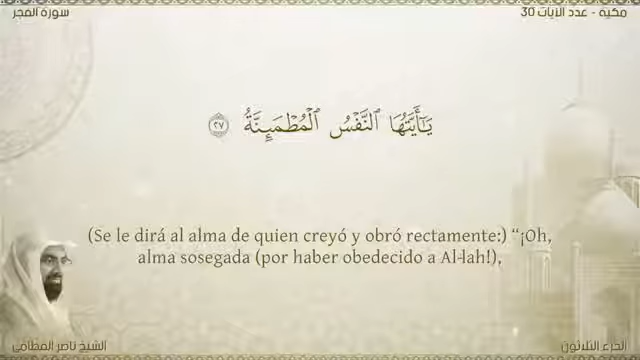 سورة الفجر
مكية - عدد الآيات 30
يَٰٓأَيَّتُهَا ٱلنَّفْسُ ٱلْمُطْمَئِنَّةُ ٢٧
(Se le dirá al alma de quien creyó y obró rectamente:) “¡Oh,
alma sosegada (por haber obedecido a Al-lah!),
الشيخ ناصر القطامي
الجزء الثلاثون